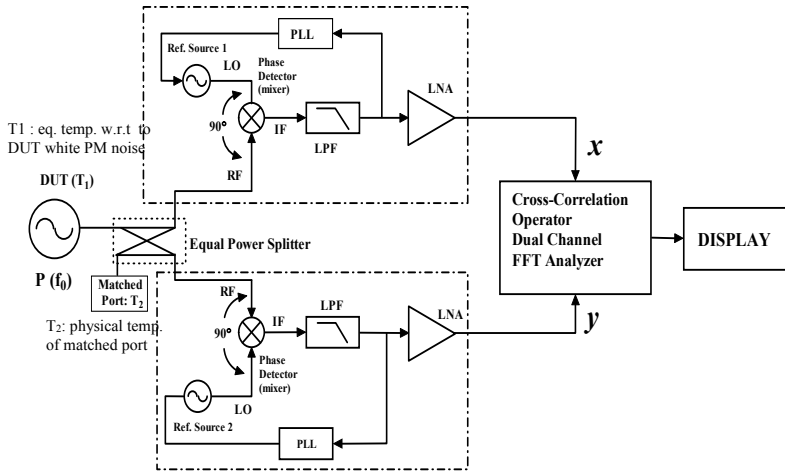 PLL
Ref. Source 1
LO
Phase
Detector
(mixer)
LNA
90°
IF
LPF
RF
T1 : eq. temp. w.r.t to
DUT white PM noise
DUT (T₁)
P (f₀)
Equal Power Splitter
Matched
Port: T₂
T₂: physical temp.
of matched port
x
Cross-Correlation
Operator
Dual Channel
FFT Analyzer
DISPLAY
y
RF
90°
IF
LPF
LNA
Phase
Detector
(mixer)
LO
Ref. Source 2
PLL